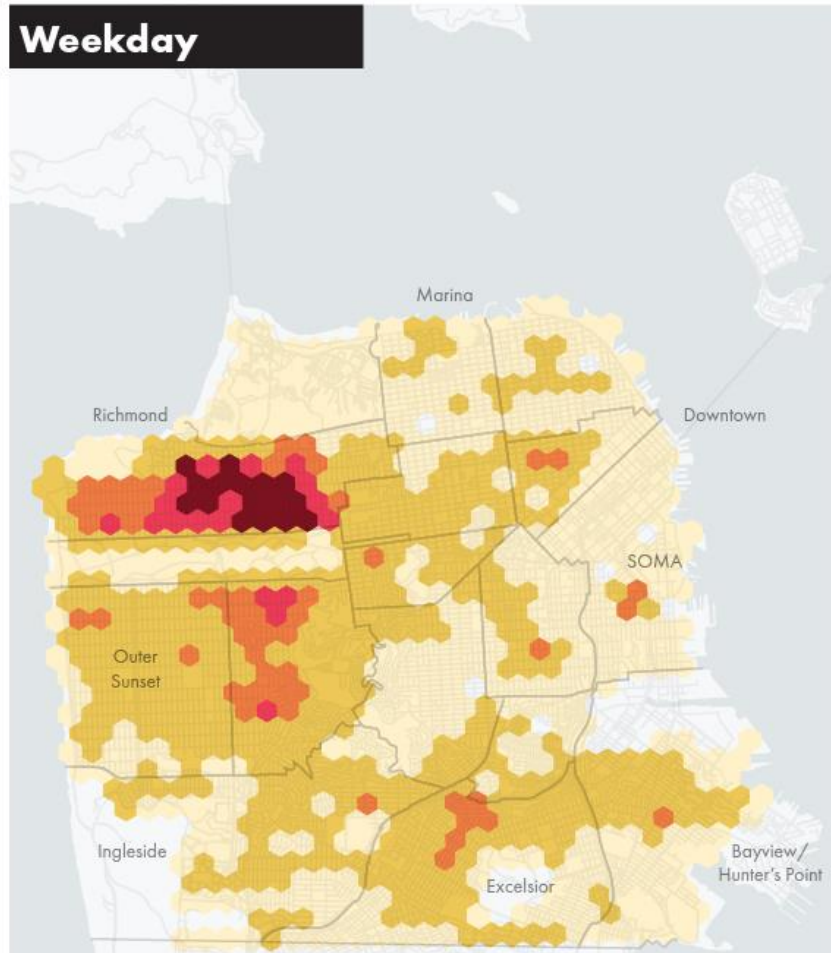 Weekday
Marina
Richmond
Downtown
SOMA
Outer
Sunset
Ingleside
Excelsior
Bayview/
Hunter's Point